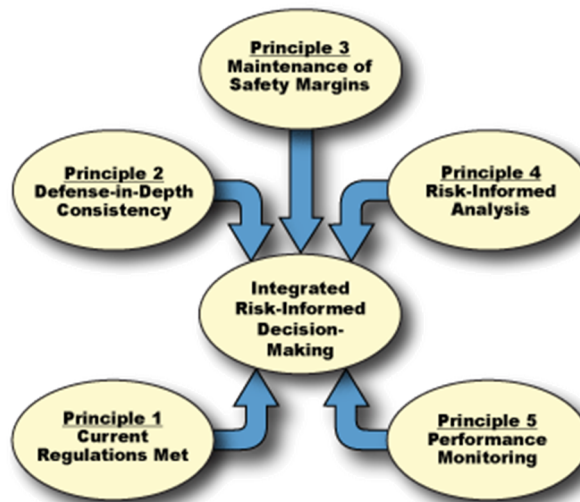 Principle 3
Maintenance of
Safety Margins
Principle 2
Defense-in-Depth
Consistency
Principle 4
Risk-Informed
Analysis
Integrated
Risk-Informed
Decision-
Making
Principle 1
Current
Regulations Met
Principle 5
Performance
Monitoring